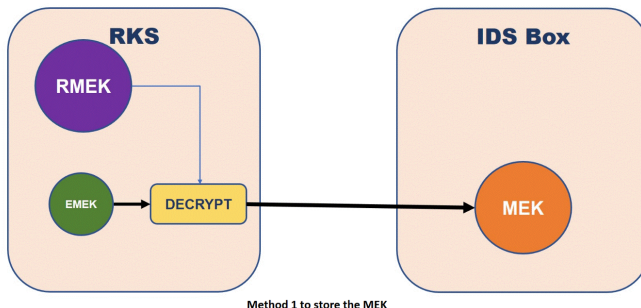 RKS
IDS Box
RMEK
EMEK
DECRYPT
MEK
Method 1 to store the MEK